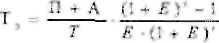 Т э = (П + А) / Т · ((1 + E)ˣ − 1) / (E · (1 + E)ᵗ)